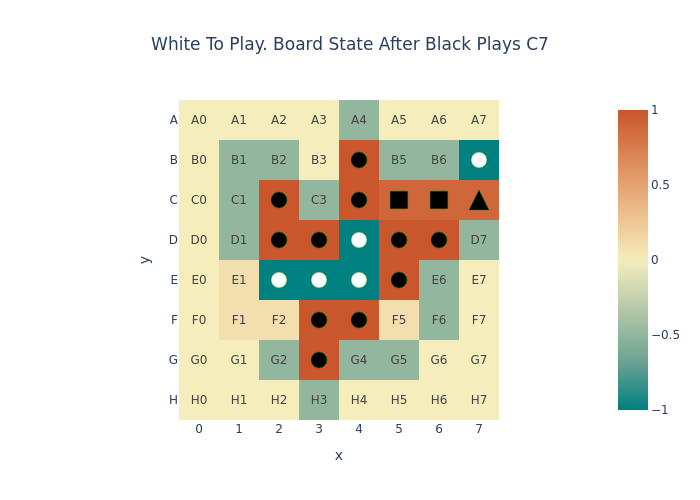 White To Play. Board State After Black Plays C7
A A0 A1 A2 A3 A4 A5 A6 A7 1
B B0 B1 B2 B3 B5 B6
C C0 C1 C3 0.5
D D0 D1 D7
y E E0 E1 E6 E7 0
F F0 F1 F2 F5 F6 F7 −0.5
G G0 G1 G2 G4 G5 G6 G7
H H0 H1 H2 H3 H4 H5 H6 H7 −1
0 1 2 3 4 5 6 7
x